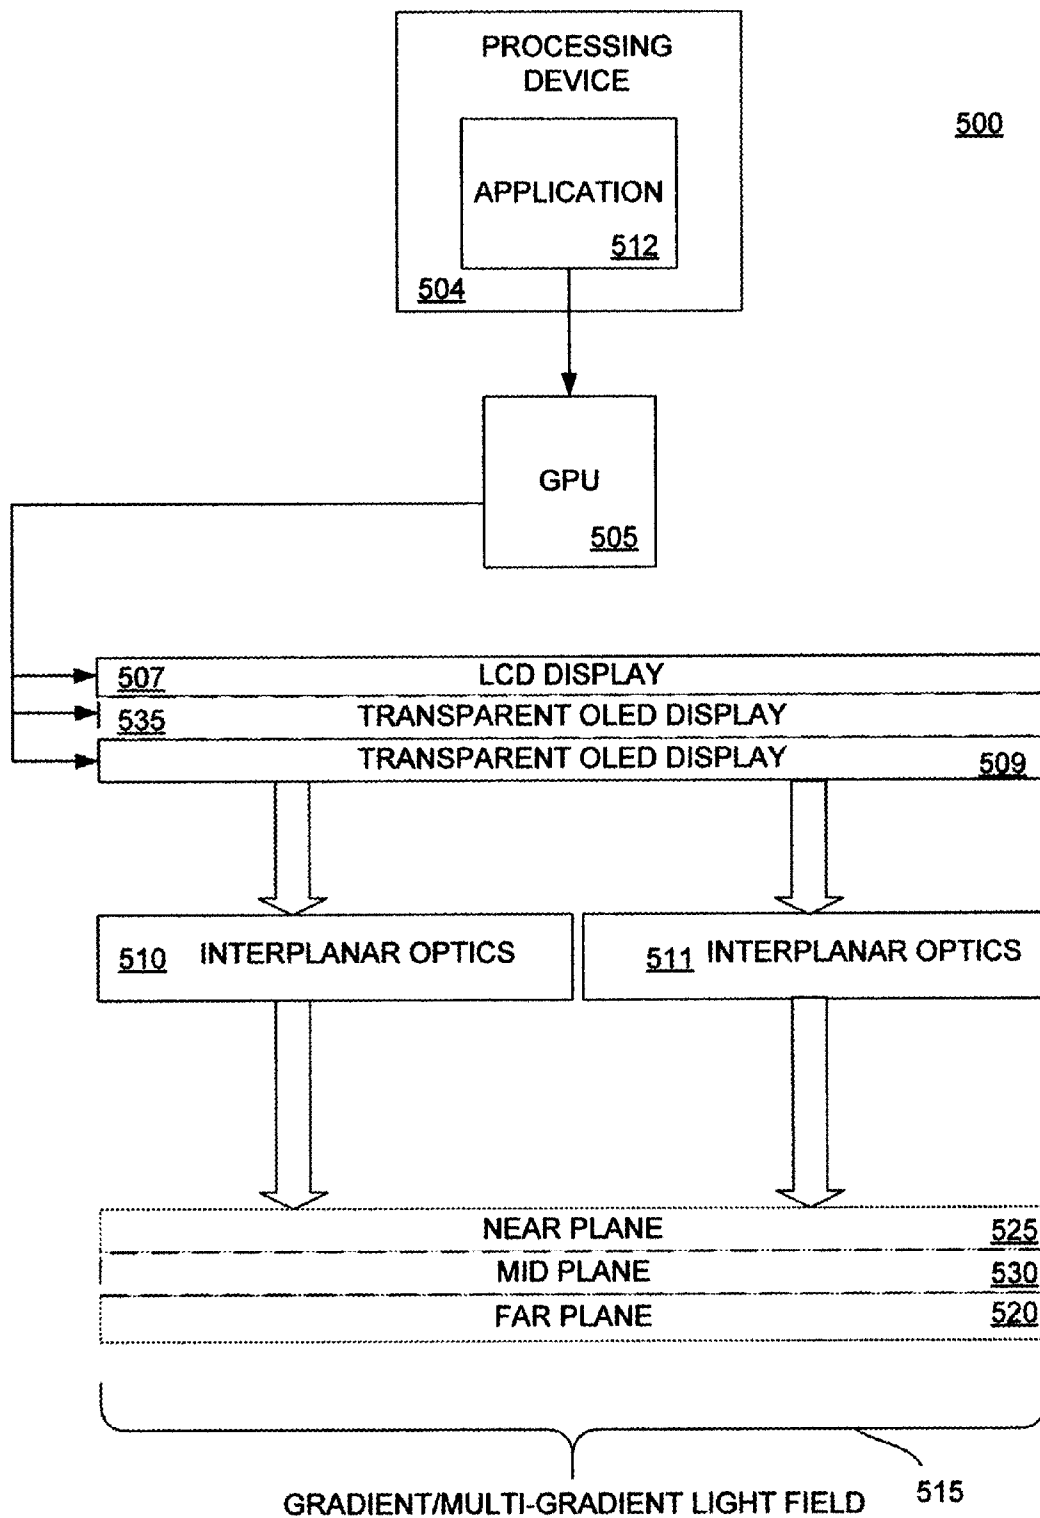 PROCESSING
DEVICE
500
APPLICATION
512
504
GPU
505
507 LCD DISPLAY
535 TRANSPARENT OLED DISPLAY
TRANSPARENT OLED DISPLAY 509
510 INTERPLANAR OPTICS
511 INTERPLANAR OPTICS
NEAR PLANE 525
MID PLANE 530
FAR PLANE 520
515
GRADIENT/MULTI-GRADIENT LIGHT FIELD